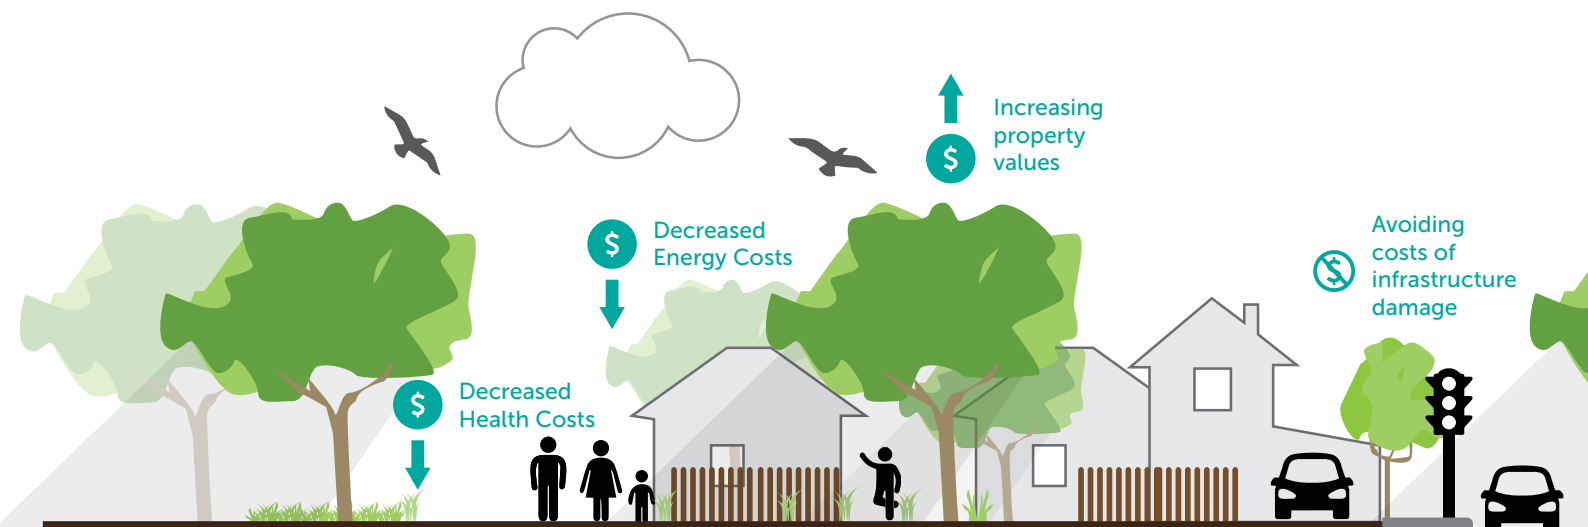 Increasing
property
values
$
Decreased
Energy Costs
$
Avoiding
costs of
infrastructure
damage
$
Decreased
Health Costs
$